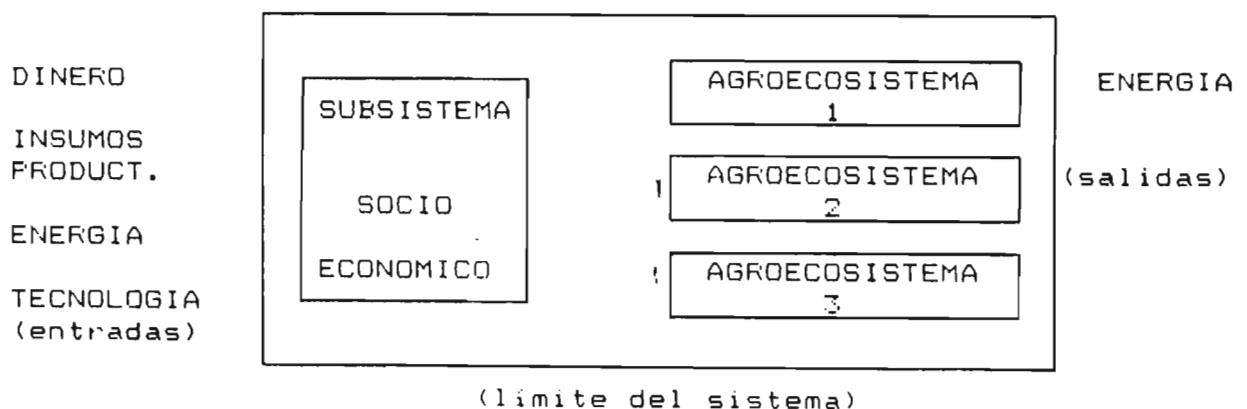 DINERO
INSUMOS
PRODUCT.
ENERGIA
TECNOLOGIA
(entradas)
SUBSISTEMA
SOCIO
ECONOMICO
AGROECOSISTEMA
1
AGROECOSISTEMA
2
AGROECOSISTEMA
3
ENERGIA
(salidas)
(limite del sistema)